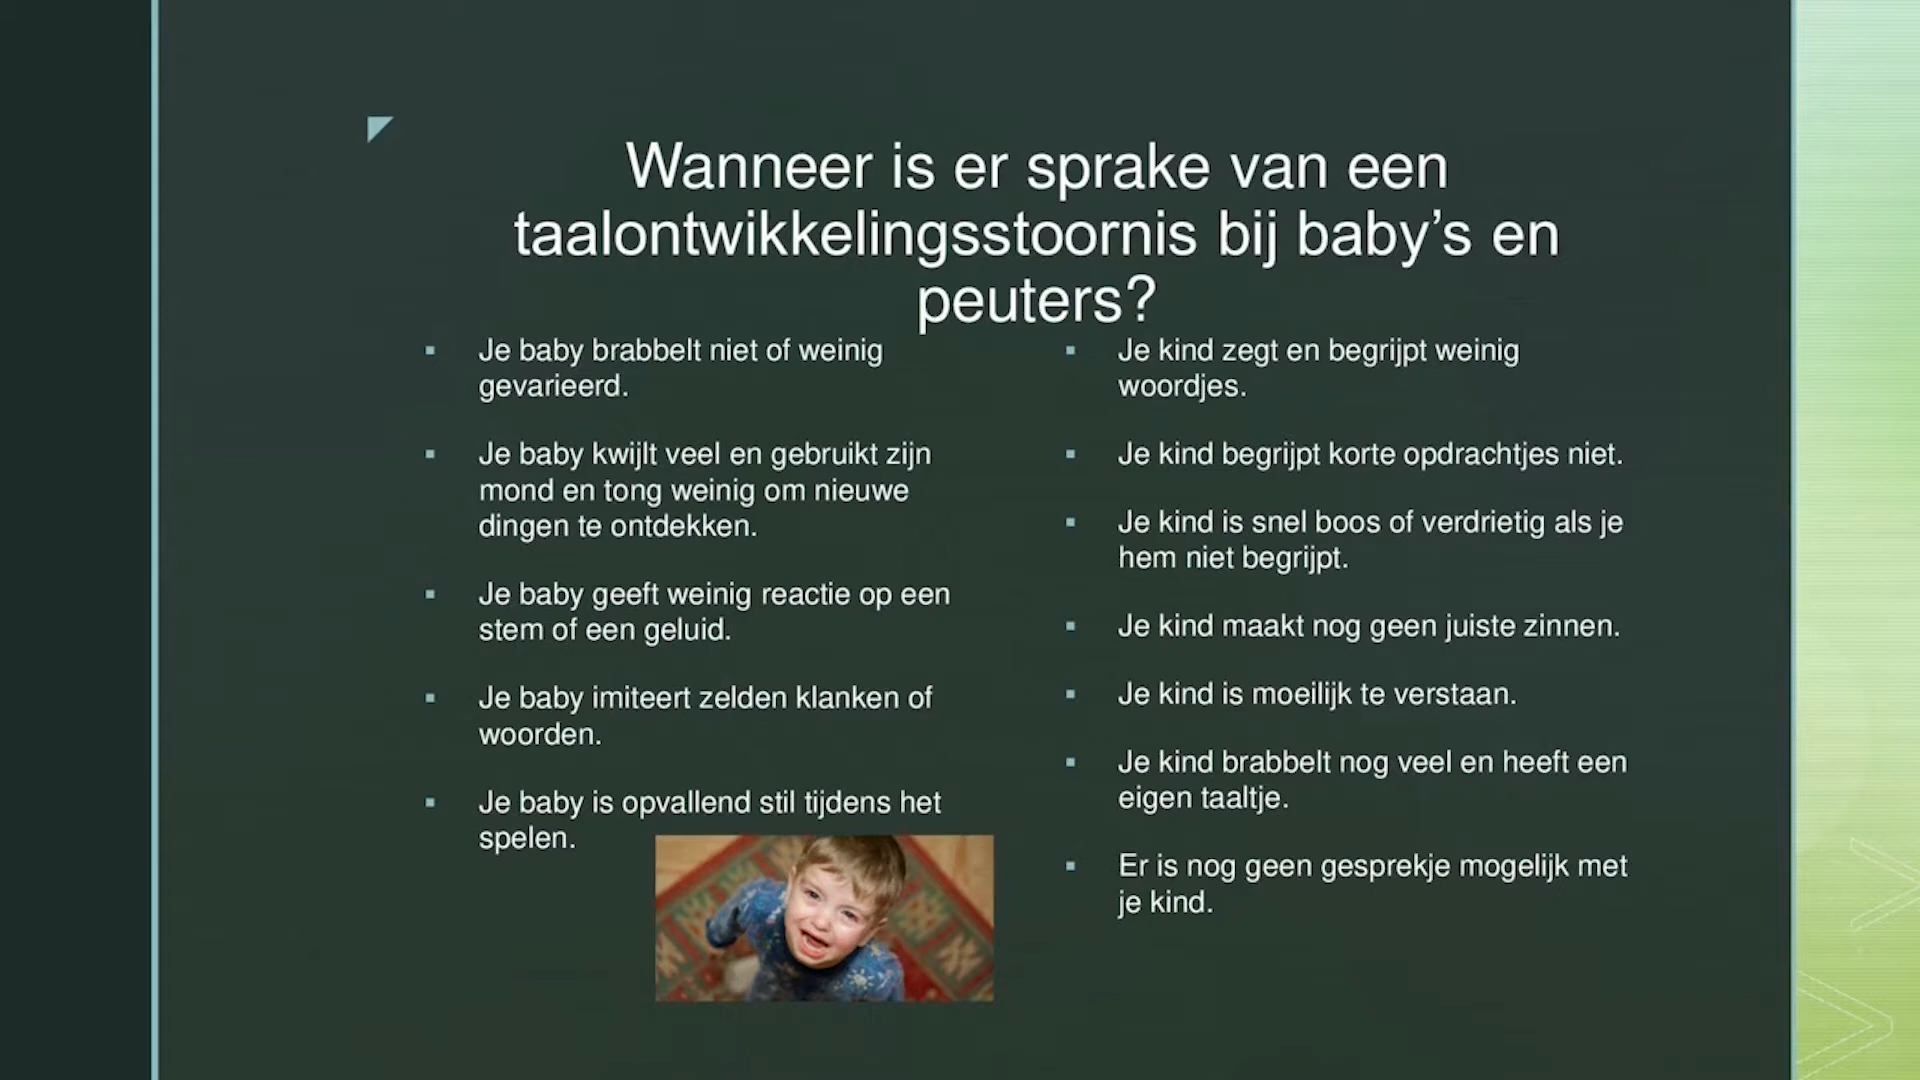 Wanneer is er sprake van een
taalontwikkelingsstoornis bij baby’s en
peuters?
Je baby brabbelt niet of weinig
gevarieerd.
Je baby kwijlt veel en gebruikt zijn
mond en tong weinig om nieuwe
dingen te ontdekken.
Je baby geeft weinig reactie op een
stem of een geluid.
Je baby imiteert zelden klanken of
woorden.
Je baby is opvallend stil tijdens het
spelen.
Je kind zegt en begrijpt weinig
woordjes.
Je kind begrijpt korte opdrachtjes niet.
Je kind is snel boos of verdrietig als je
hem niet begrijpt.
Je kind maakt nog geen juiste zinnen.
Je kind is moeilijk te verstaan.
Je kind brabbelt nog veel en heeft een
eigen taaltje.
Er is nog geen gesprekje mogelijk met
je kind.